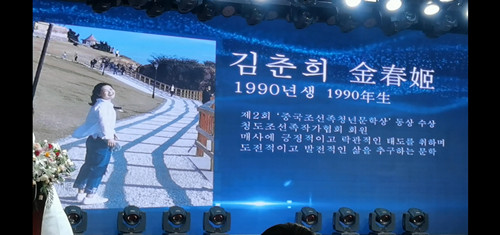 김춘희 金春姬
1990년생 1990年生
제2회 '중국조선족청년문학상' 동상 수상
청도조선족작가협회 회원
매사에 긍정적이고 락관적인 태도를 취하며
도전적이고 발전적인 삶을 추구하는 문학